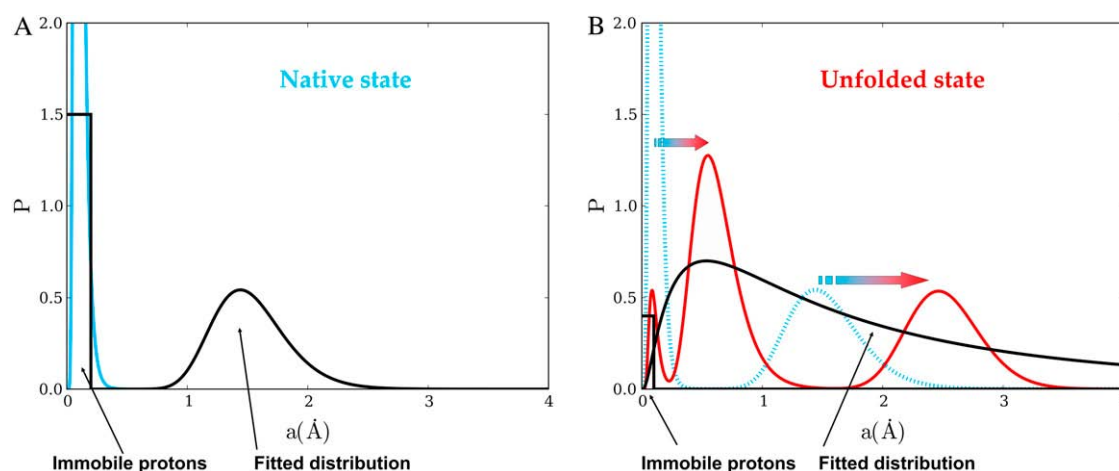 A
2.0
1.5
1.0
0.5
0.0
P
Native state
0
1
2
3
4
a(Å)
Immobile protons
Fitted distribution
B
2.0
1.5
1.0
0.5
0.0
P
Unfolded state
0
1
2
3
a(Å)
Immobile protons
Fitted distribution